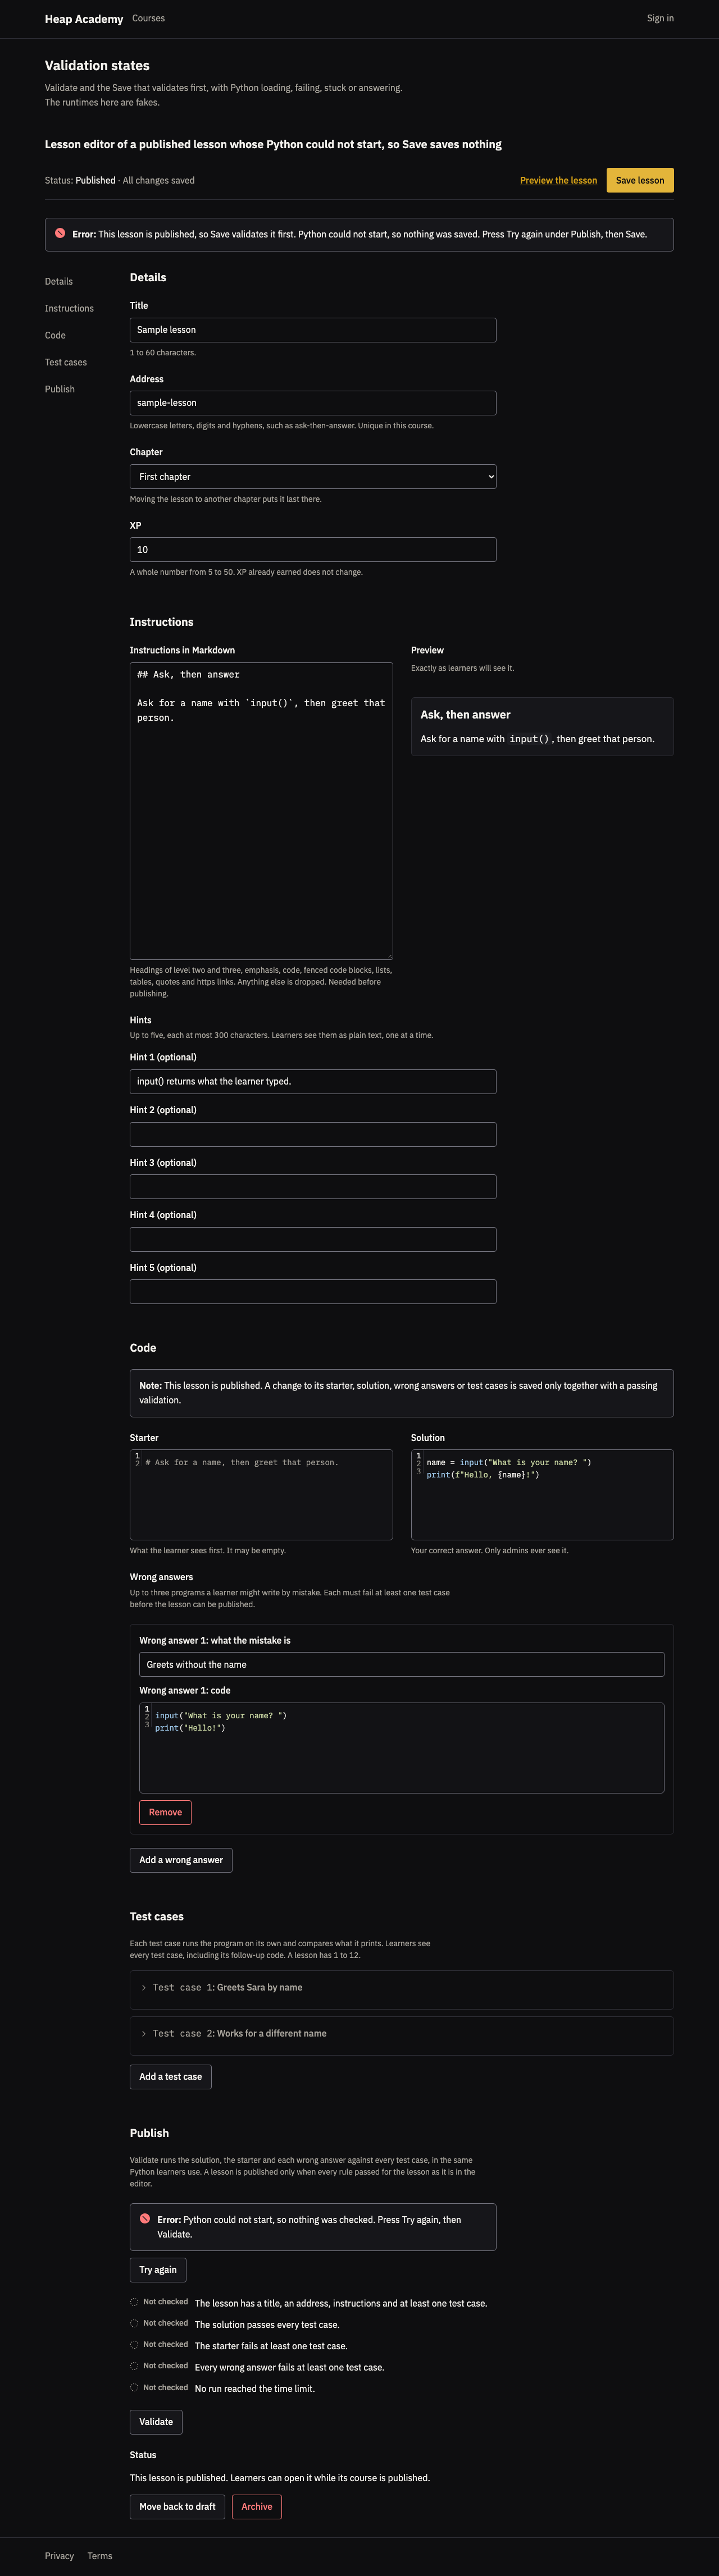 Heap Academy
Courses
Sign in
Validation states
Validate and the Save that validates first, with Python loading, failing, stuck or answering.
The runtimes here are fakes.
Lesson editor of a published lesson whose Python could not start, so Save saves nothing
Status: Published · All changes saved
Preview the lesson
Save lesson
Error: This lesson is published, so Save validates it first. Python could not start, so nothing was saved. Press Try again under Publish, then Save.
Details
Instructions
Code
Test cases
Publish
Details
Title
Sample lesson
1 to 60 characters.
Address
sample-lesson
Lowercase letters, digits and hyphens, such as ask-then-answer. Unique in this course.
Chapter
First chapter
Moving the lesson to another chapter puts it last there.
XP
10
A whole number from 5 to 50. XP already earned does not change.
Instructions
Instructions in Markdown
## Ask, then answer
Ask for a name with `input()`, then greet that
person.
Headings of level two and three, emphasis, code, fenced code blocks, lists,
tables, quotes and https links. Anything else is dropped. Needed before
publishing.
Preview
Exactly as learners will see it.
Ask, then answer
Ask for a name with input(), then greet that person.
Hints
Up to five, each at most 300 characters. Learners see them as plain text, one at a time.
Hint 1 (optional)
input() returns what the learner typed.
Hint 2 (optional)
Hint 3 (optional)
Hint 4 (optional)
Hint 5 (optional)
Code
Note: This lesson is published. A change to its starter, solution, wrong answers or test cases is saved only together with a passing
validation.
Starter
1
2
# Ask for a name, then greet that person.
What the learner sees first. It may be empty.
Solution
1
2
3
name = input("What is your name? ")
print(f"Hello, {name}!")
Your correct answer. Only admins ever see it.
Wrong answers
Up to three programs a learner might write by mistake. Each must fail at least one test case
before the lesson can be published.
Wrong answer 1: what the mistake is
Greets without the name
Wrong answer 1: code
1
2
3
input("What is your name? ")
print("Hello!")
Remove
Add a wrong answer
Test cases
Each test case runs the program on its own and compares what it prints. Learners see
every test case, including its follow-up code. A lesson has 1 to 12.
Test case 1: Greets Sara by name
Test case 2: Works for a different name
Add a test case
Publish
Validate runs the solution, the starter and each wrong answer against every test case, in the same
Python learners use. A lesson is published only when every rule passed for the lesson as it is in the
editor.
Error: Python could not start, so nothing was checked. Press Try again, then
Validate.
Try again
Not checked The lesson has a title, an address, instructions and at least one test case.
Not checked The solution passes every test case.
Not checked The starter fails at least one test case.
Not checked Every wrong answer fails at least one test case.
Not checked No run reached the time limit.
Validate
Status
This lesson is published. Learners can open it while its course is published.
Move back to draft
Archive
Privacy
Terms